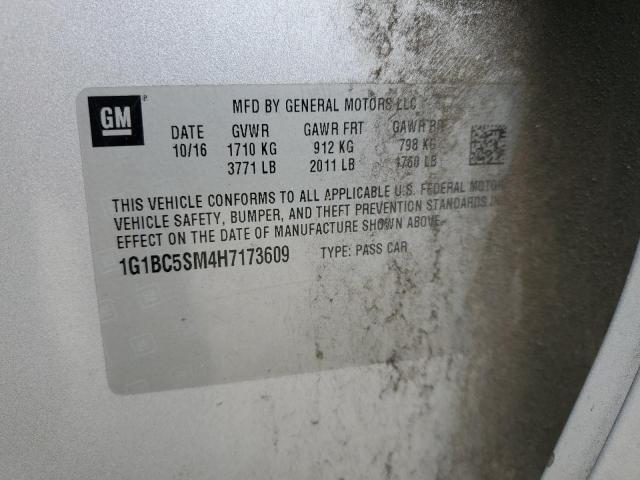 GM
MFD BY GENERAL MOTORS LLC
DATE GVWR GAWR FRT GAWR RR
10/16 1710 KG 912 KG 798 KG
3771 LB 2011 LB 1760 LB
THIS VEHICLE CONFORMS TO ALL APPLICABLE U.S. FEDERAL MOTOR
VEHICLE SAFETY, BUMPER, AND THEFT PREVENTION STANDARDS IN
EFFECT ON THE DATE OF MANUFACTURE SHOWN ABOVE.
1G1BC5SM4H7173609 TYPE: PASS CAR